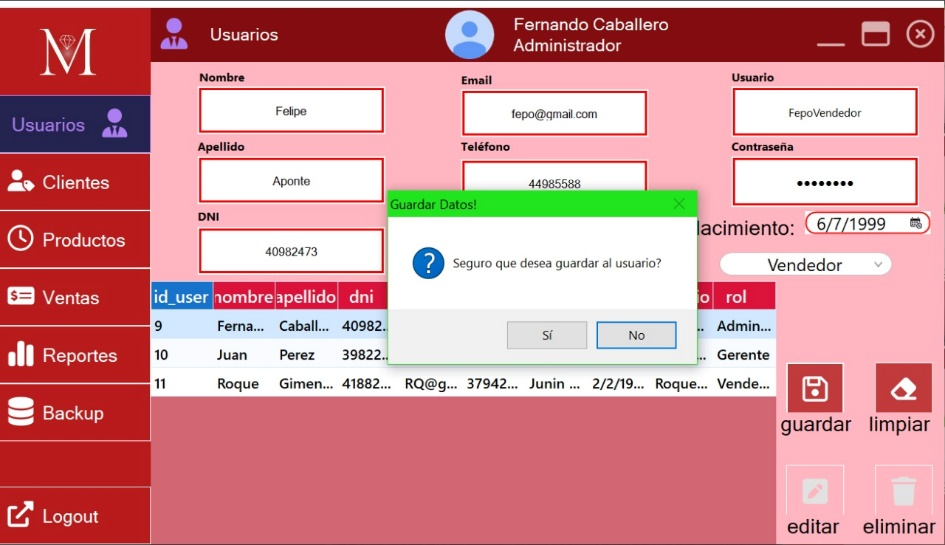 M
Usuarios
Fernando Caballero
Administrador
Usuarios
Clientes
Productos
Ventas
Reportes
Backup
Logout
Nombre
Felipe
Email
fepo@gmail.com
Usuario
FepoVendedor
Apellido
Aponte
Teléfono
44985588
Contraseña
••••••••
DNI
40982473
lacimiento: 6/7/1999
Vendedor
Guardar Datos!
Seguro que desea guardar al usuario?
Sí No
id_user nombre apellido dni io rol
9 Ferna... Caball... 40982... Admin...
10 Juan Perez 39822... Gerente
11 Roque Gimen... 41882... RQ@g... 37942... Junin ... 2/2/19... Roque... Vende...
guardar limpiar
editar eliminar